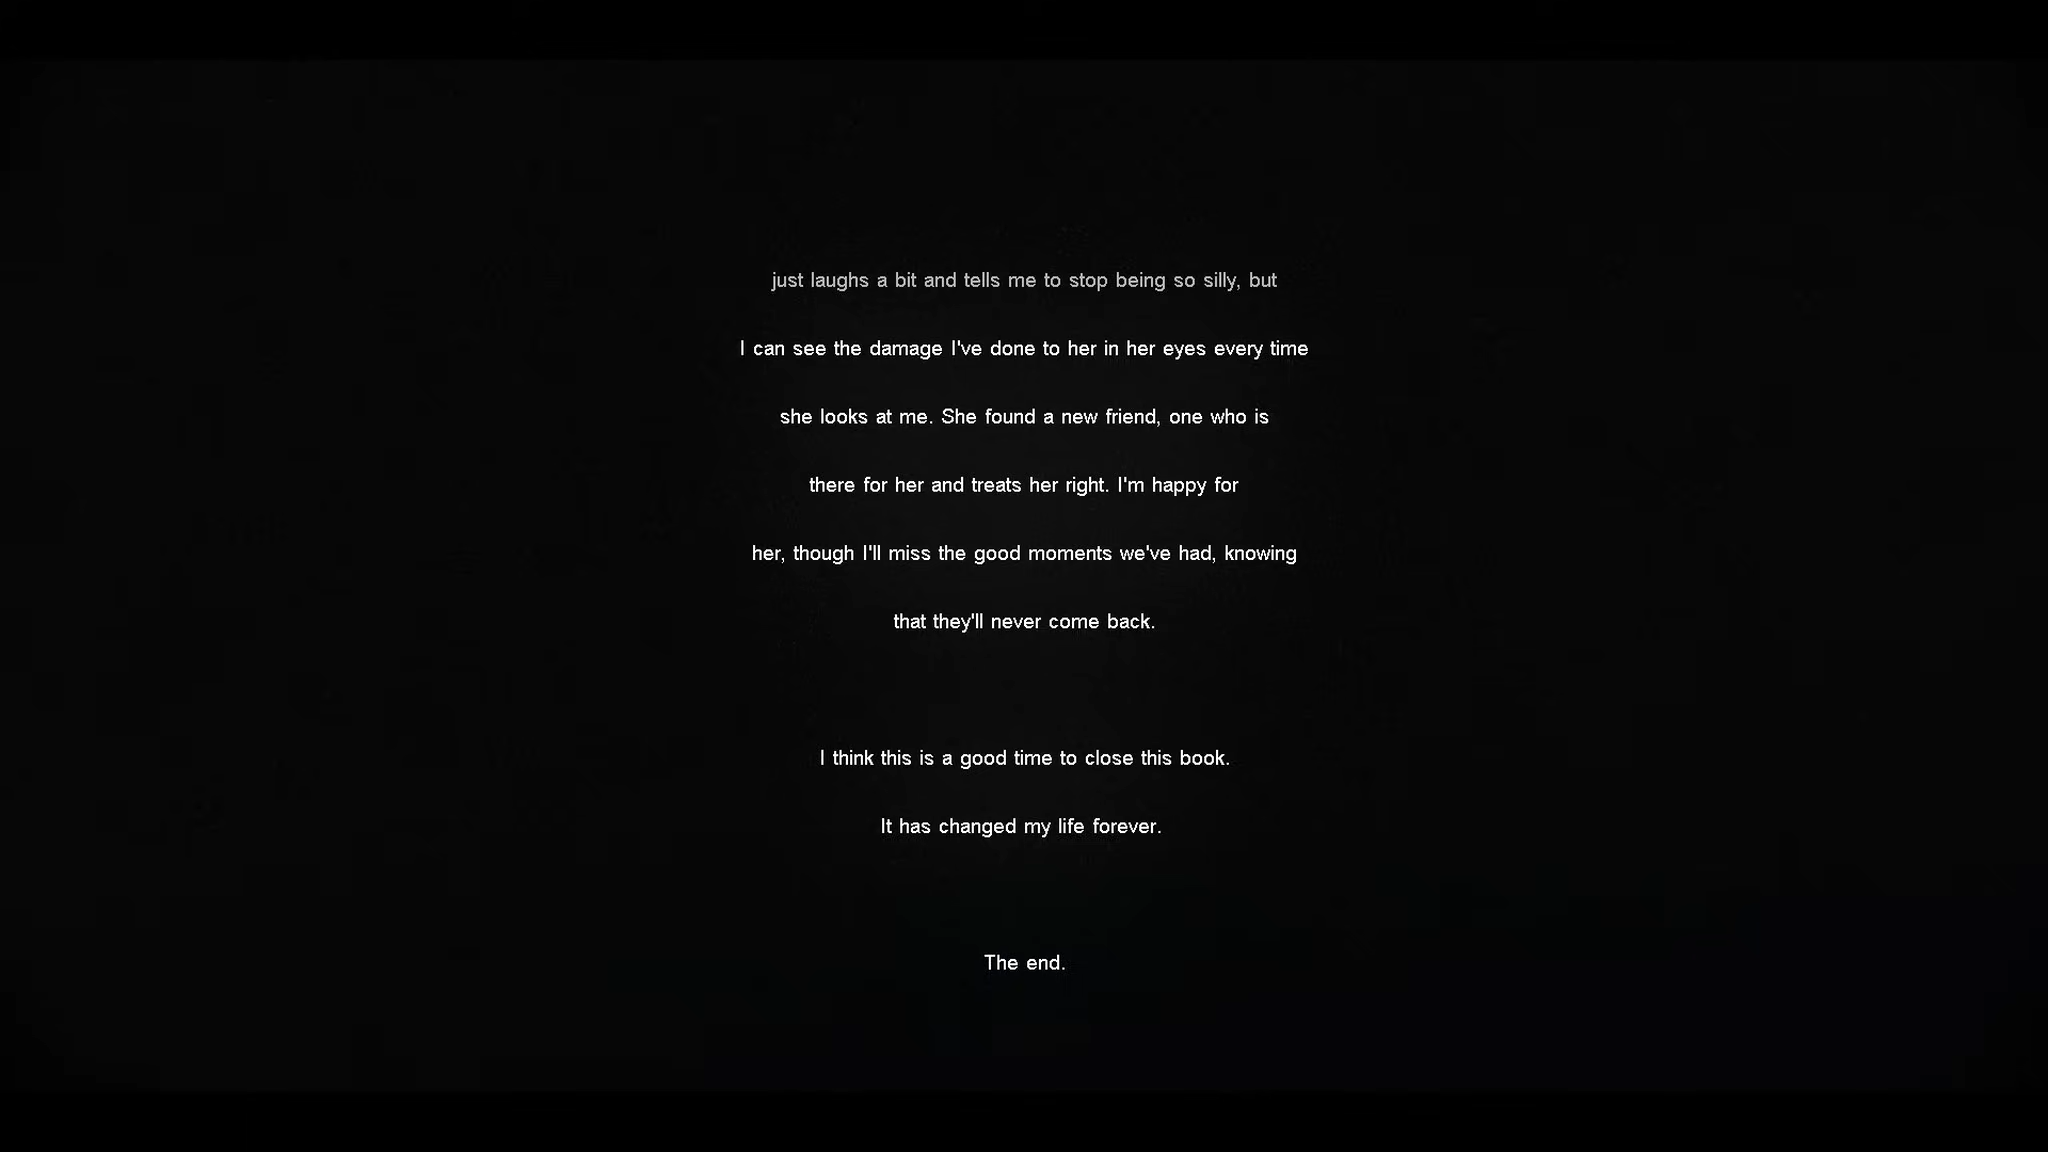 just laughs a bit and tells me to stop being so silly, but
I can see the damage I've done to her in her eyes every time
she looks at me. She found a new friend, one who is
there for her and treats her right. I'm happy for
her, though I'll miss the good moments we've had, knowing
that they'll never come back.
I think this is a good time to close this book.
It has changed my life forever.
The end.